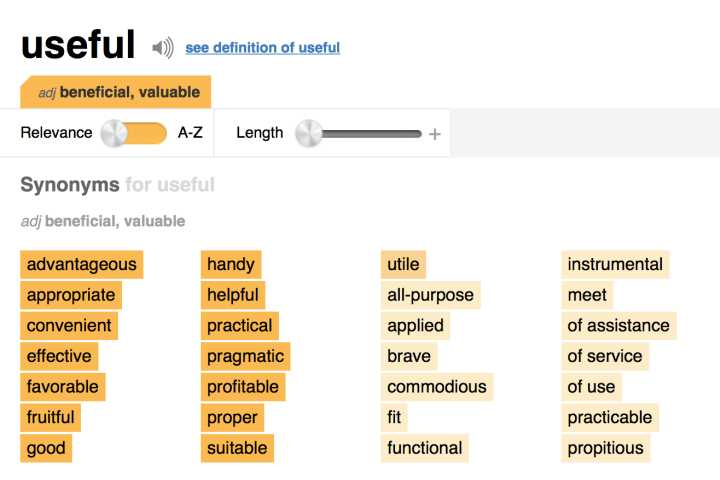 useful see definition of useful
adj beneficial, valuable
Relevance A-Z Length +
Synonyms for useful
adj beneficial, valuable
advantageous
appropriate
convenient
effective
favorable
fruitful
good
handy
helpful
practical
pragmatic
profitable
proper
suitable
utile
all-purpose
applied
brave
commodious
fit
functional
instrumental
meet
of assistance
of service
of use
practicable
propitious